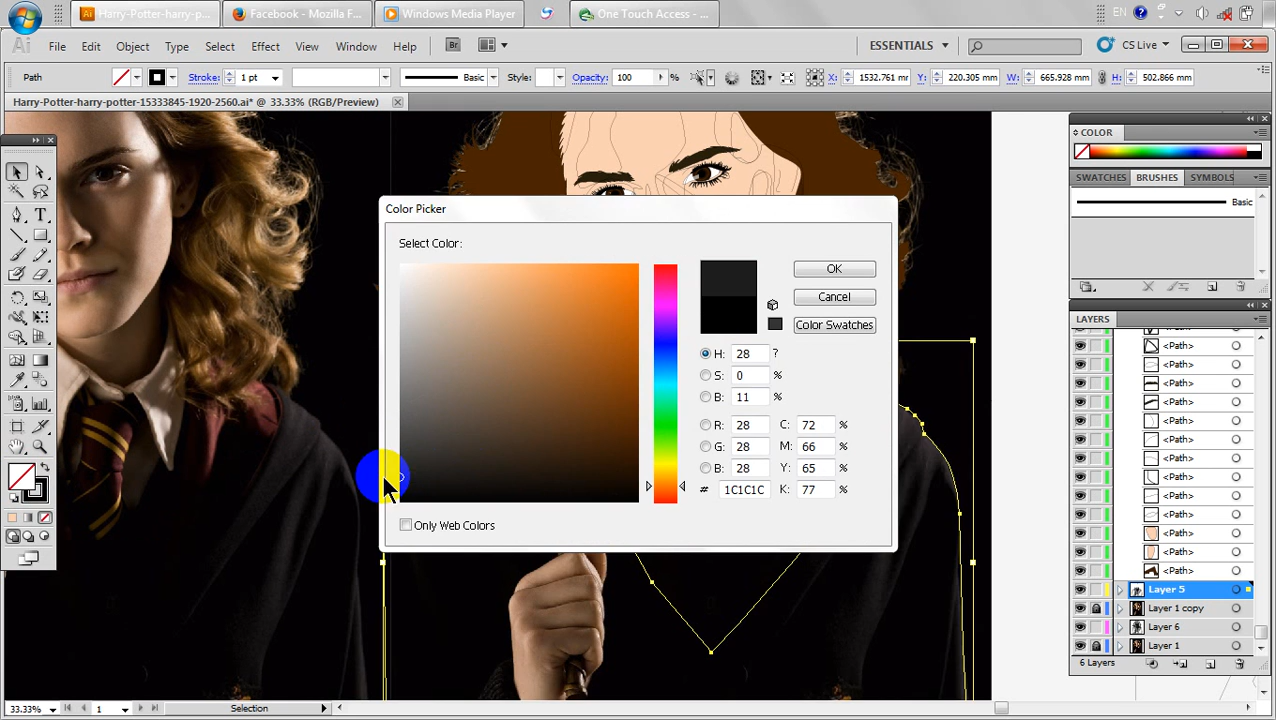 Harry-Potter-harry-p...
Facebook - Mozilla F...
Windows Media Player
One Touch Access - ...
EN
Ai
File Edit Object Type Select Effect View Window Help
Br
ESSENTIALS
CS Live
Path
Stroke: 1 pt
Basic
Style:
Opacity: 100 %
X: 1532.761 mm
Y: 220.305 mm
W: 665.928 mm
H: 502.866 mm
Harry-Potter-harry-potter-15333845-1920-2560.ai* @ 33.33% (RGB/Preview)
COLOR
SWATCHES BRUSHES SYMBOLS
Basic
LAYERS
<Path>
<Path>
<Path>
<Path>
<Path>
<Path>
<Path>
<Path>
<Path>
<Path>
<Path>
<Path>
<Path>
Layer 5
Layer 1 copy
Layer 6
Layer 1
6 Layers
Color Picker
Select Color:
OK
Cancel
Color Swatches
H: 28 ?
S: 0 %
B: 11 %
R: 28 C: 72 %
G: 28 M: 66 %
B: 28 Y: 65 %
# 1C1C1C K: 77 %
Only Web Colors
33.33% 1 Selection